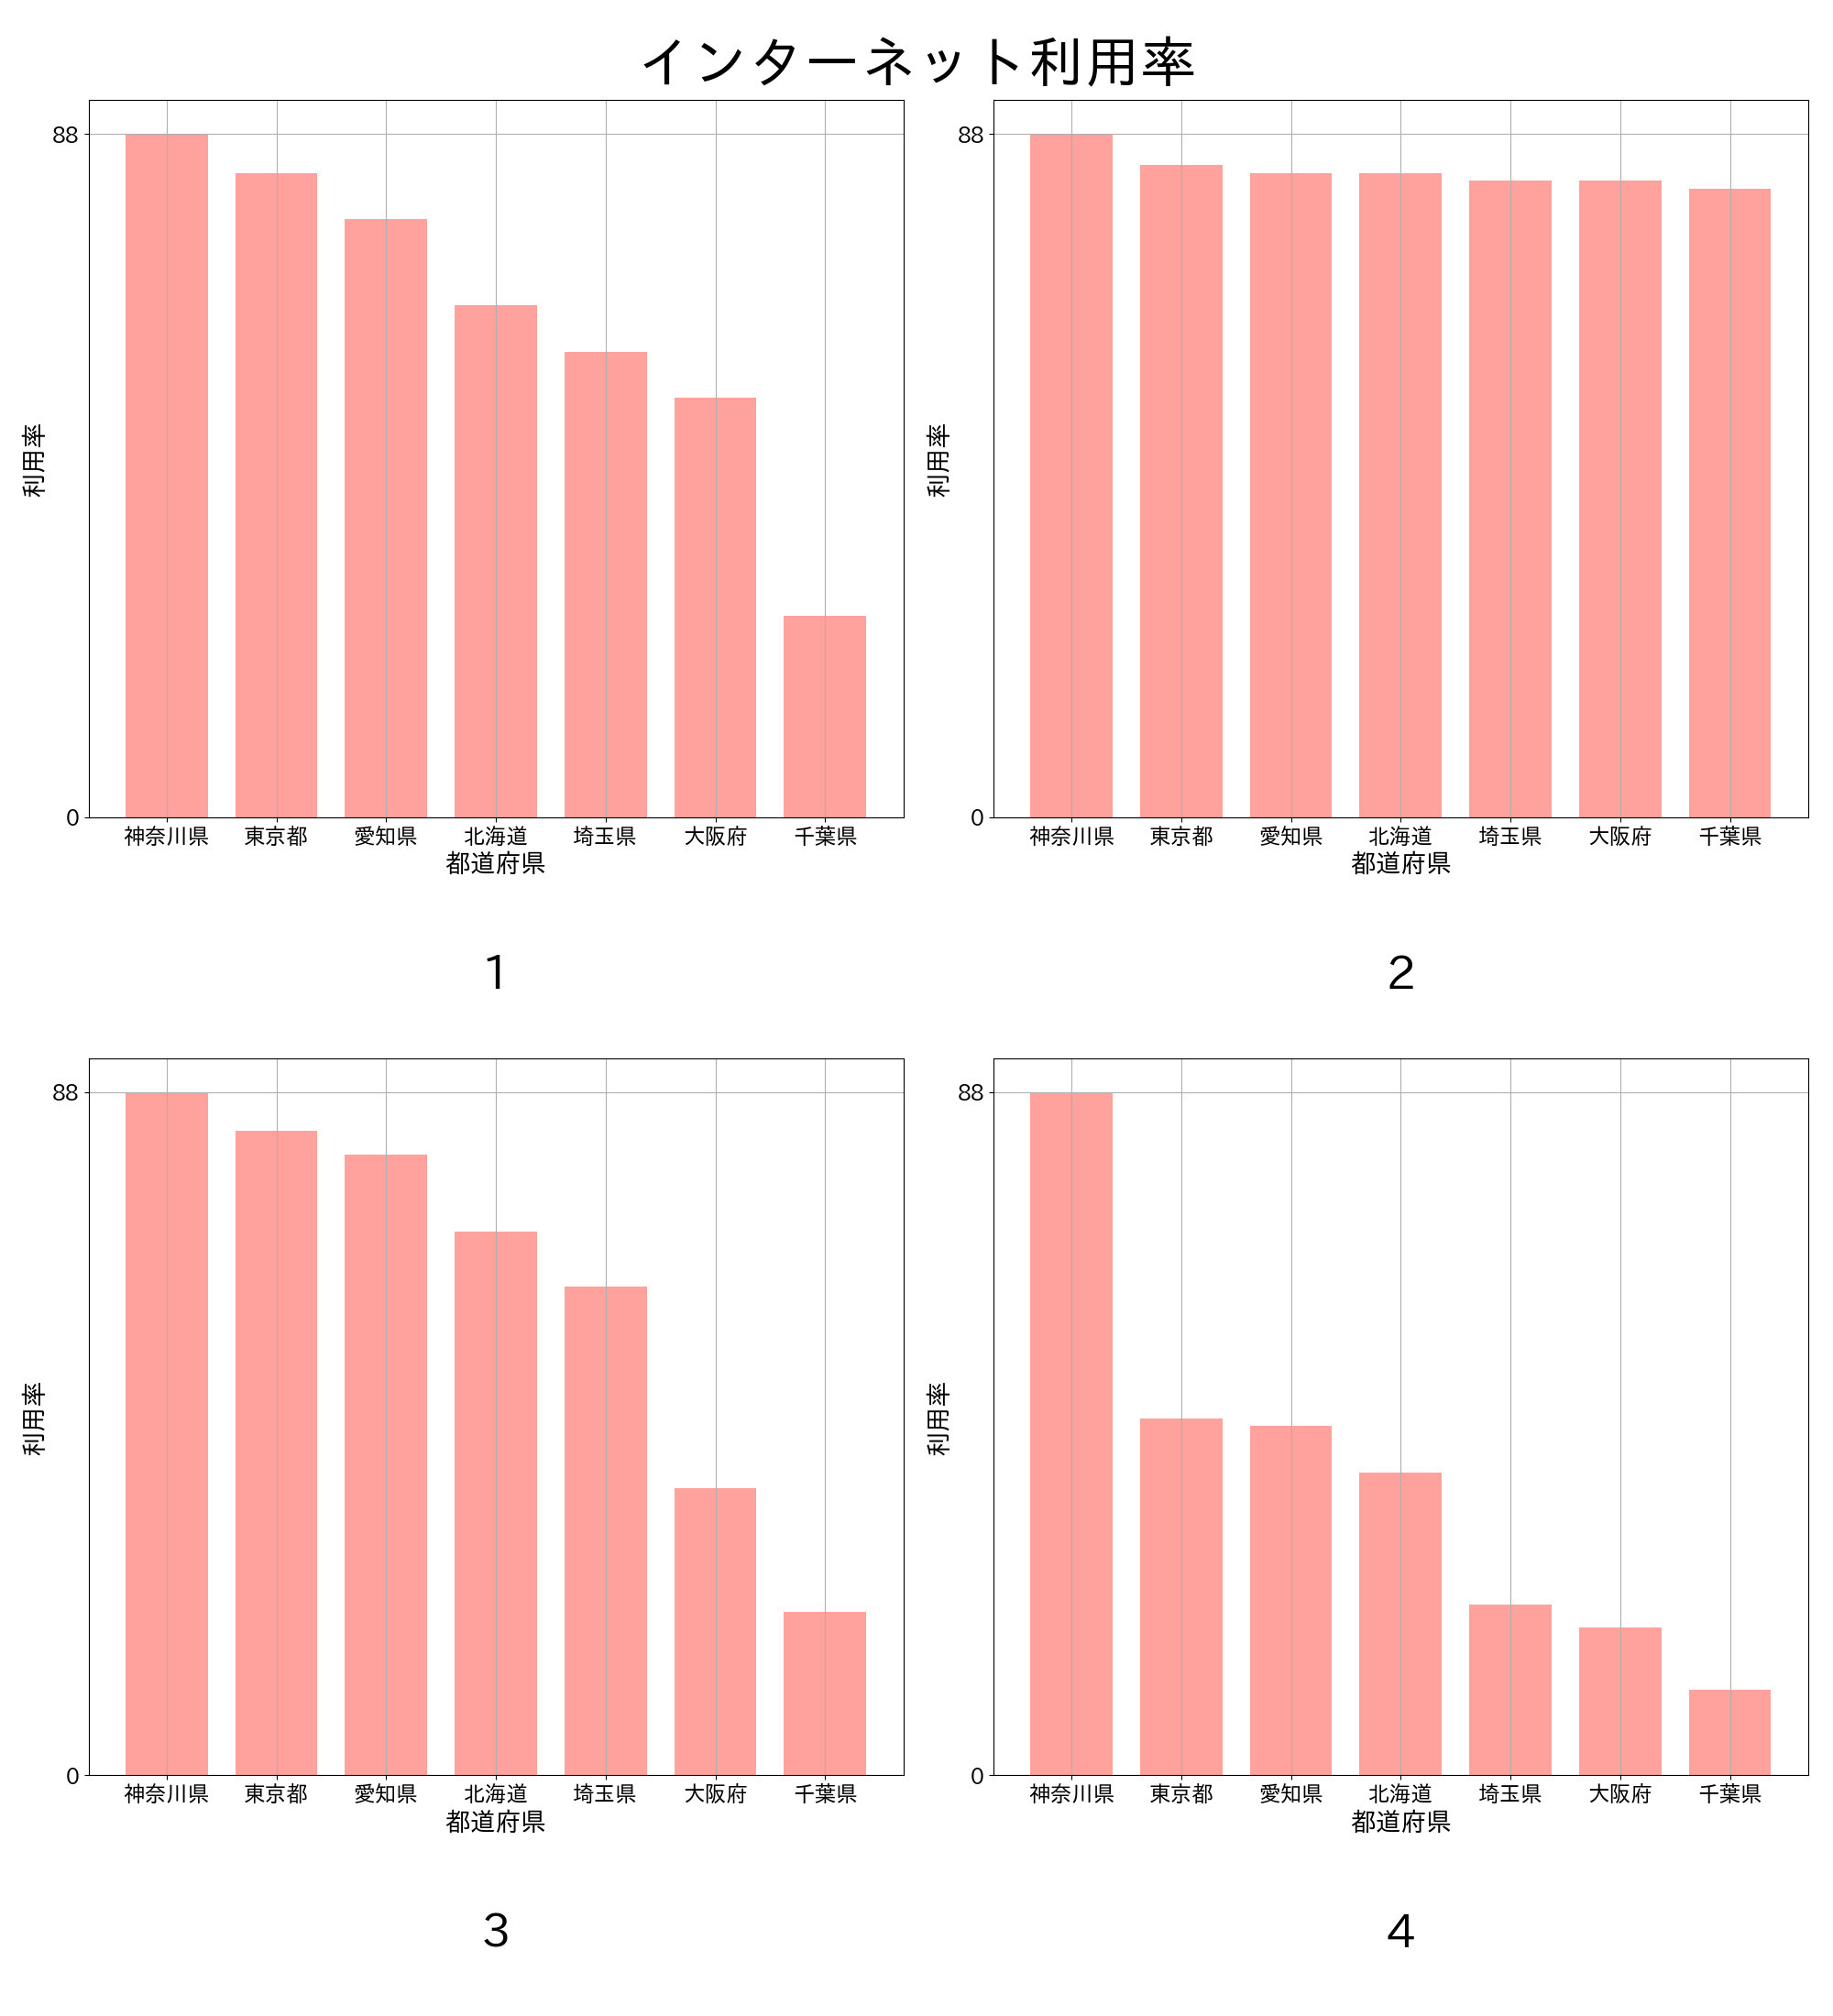 インターネット利用率
88
0
利用率
神奈川県 東京都 愛知県 北海道 埼玉県 大阪府 千葉県
都道府県
1
88
0
利用率
神奈川県 東京都 愛知県 北海道 埼玉県 大阪府 千葉県
都道府県
2
88
0
利用率
神奈川県 東京都 愛知県 北海道 埼玉県 大阪府 千葉県
都道府県
3
88
0
利用率
神奈川県 東京都 愛知県 北海道 埼玉県 大阪府 千葉県
都道府県
4